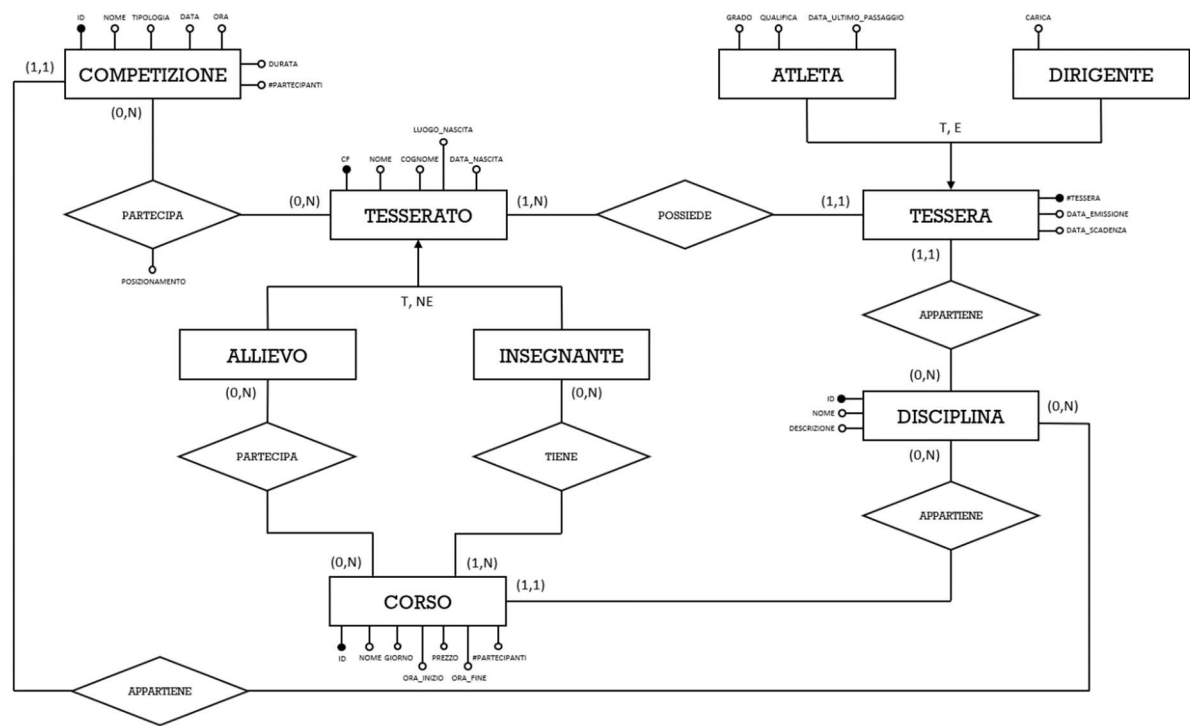 ID NOME TIPOLOGIA DATA ORA
GRADO QUALIFICA DATA_ULTIMO_PASSAGGIO
CARICA
(1,1)
COMPETIZIONE
DURATA
#PARTECIPANTI
ATLETA
DIRIGENTE
(0,N)
T, E
LUOGO_NASCITA
CF NOME COGNOME DATA_NASCITA
PARTECIPA
(0,N)
TESSERATO
(1,N)
POSSIEDE
(1,1)
TESSERA
#TESSERA
DATA_EMISSIONE
DATA_SCADENZA
POSIZIONAMENTO
(1,1)
T, NE
APPARTIENE
ALLIEVO
INSEGNANTE
(0,N)
(0,N)
(0,N)
ID
NOME
DESCRIZIONE
DISCIPLINA
(0,N)
PARTECIPA
TIENE
(0,N)
APPARTIENE
(0,N)
(1,N)
CORSO
(1,1)
ID NOME GIORNO PREZZO #PARTECIPANTI
ORA_INIZIO ORA_FINE
APPARTIENE